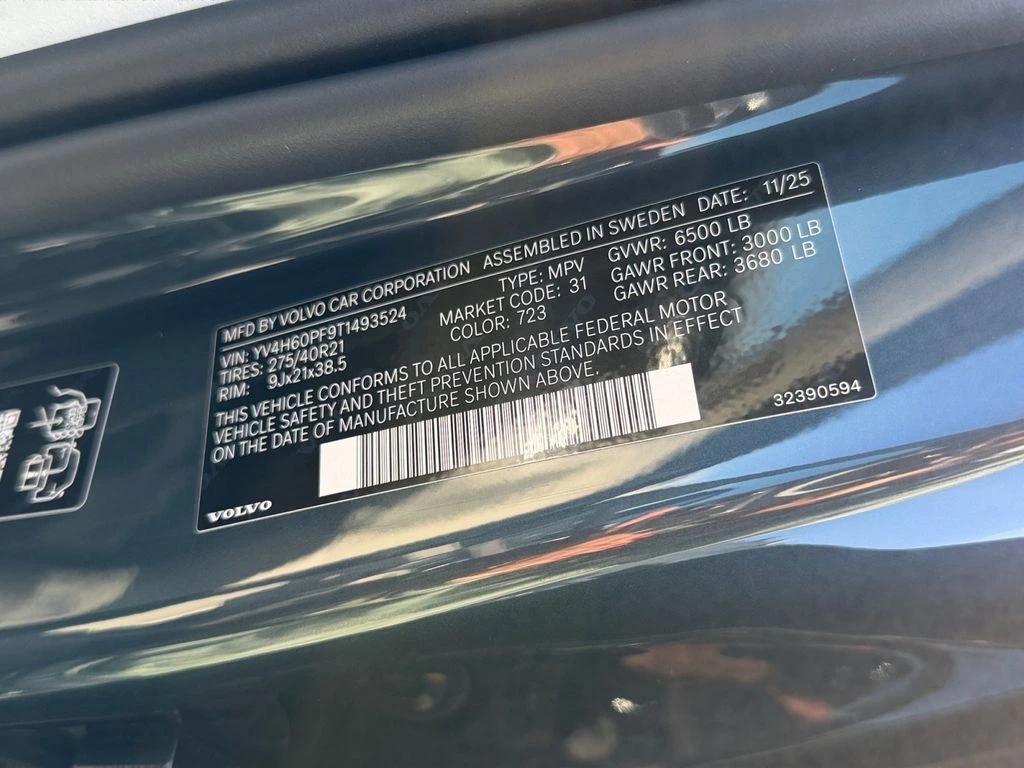 MFD BY VOLVO CAR CORPORATION ASSEMBLED IN SWEDEN DATE: 11/25
VIN: YV4H60PF9T1493524 TYPE: MPV GVWR: 6500 LB
TIRES: 275/40R21 MARKET CODE: 31 GAWR FRONT: 3000 LB
RIM: 9Jx21x38.5 COLOR: 723 GAWR REAR: 3680 LB
THIS VEHICLE CONFORMS TO ALL APPLICABLE FEDERAL MOTOR
VEHICLE SAFETY AND THEFT PREVENTION STANDARDS IN EFFECT
ON THE DATE OF MANUFACTURE SHOWN ABOVE.
32390594
VOLVO